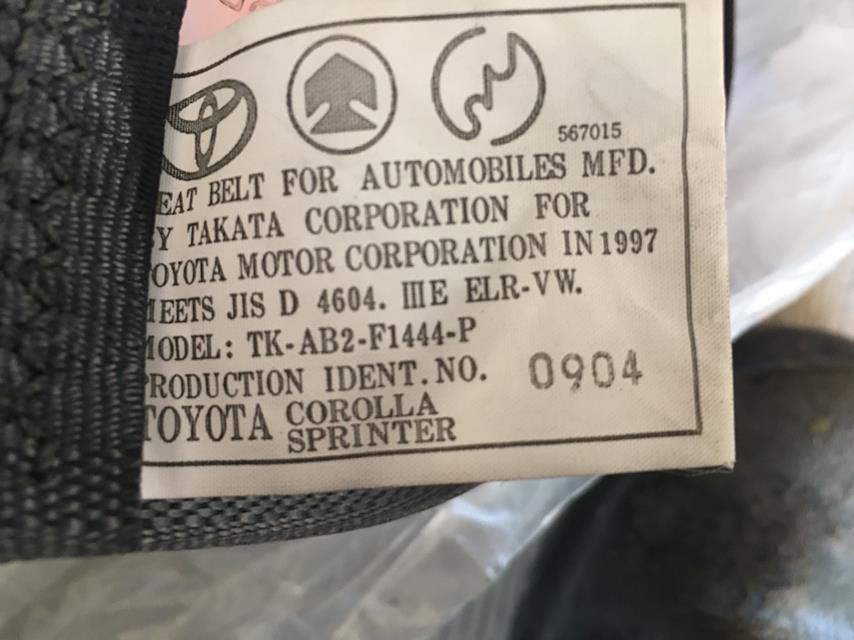 567015
EAT BELT FOR AUTOMOBILES MFD.
Y TAKATA CORPORATION FOR
OYOTA MOTOR CORPORATION IN 1997
MEETS JIS D 4604. IIIE ELR-VW.
MODEL: TK-AB2-F1444-P
PRODUCTION IDENT. NO. 0904
TOYOTA COROLLA
SPRINTER